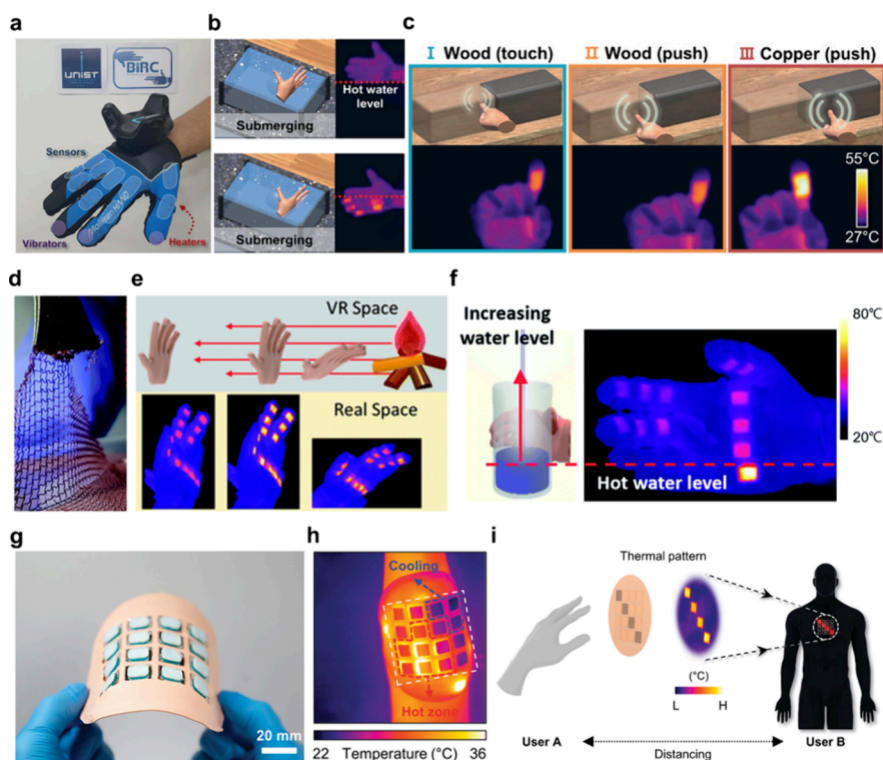 a
UNIST
BiRC
Sensors
Vibrators
Heaters
b
Hot water
level
Submerging
Submerging
c
I Wood (touch)
II Wood (push)
III Copper (push)
55°C
27°C
d
e
VR Space
Real Space
f
Increasing
water level
Hot water level
80℃
20℃
g
20 mm
h
Cooling
Hot zone
22 Temperature (°C) 36
i
Thermal pattern
(°C)
L H
User A
Distancing
User B